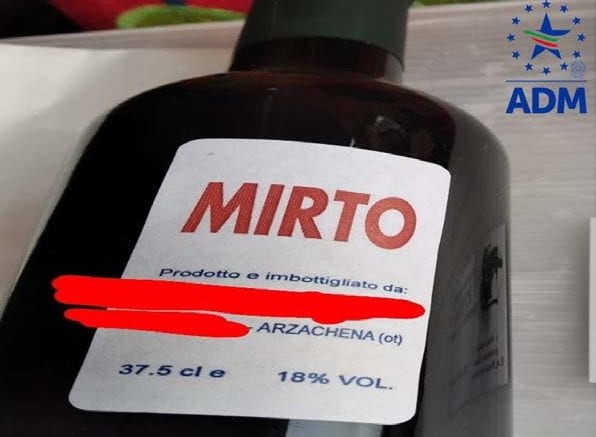 ADM
MIRTO
Prodotto e imbottigliato da:
- ARZACHENA (ot)
37.5 cl e 18% VOL.